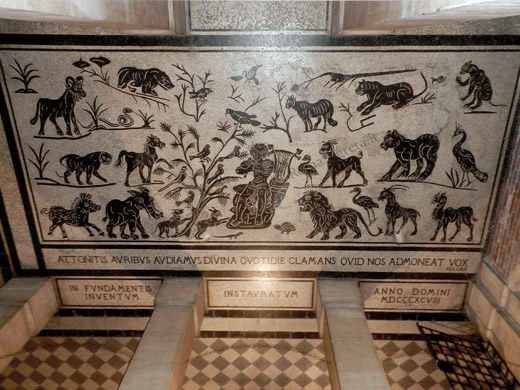 ATTONITIS AVRIBVS AVDIAMVS DIVINA QVOTIDIE CLAMANS QVID NOS ADMONEAT VOX
IN FVNDAMENTIS
INVENTVM
INSTAVRATVM
ANNO DOMINI
MDCCCXCVIII